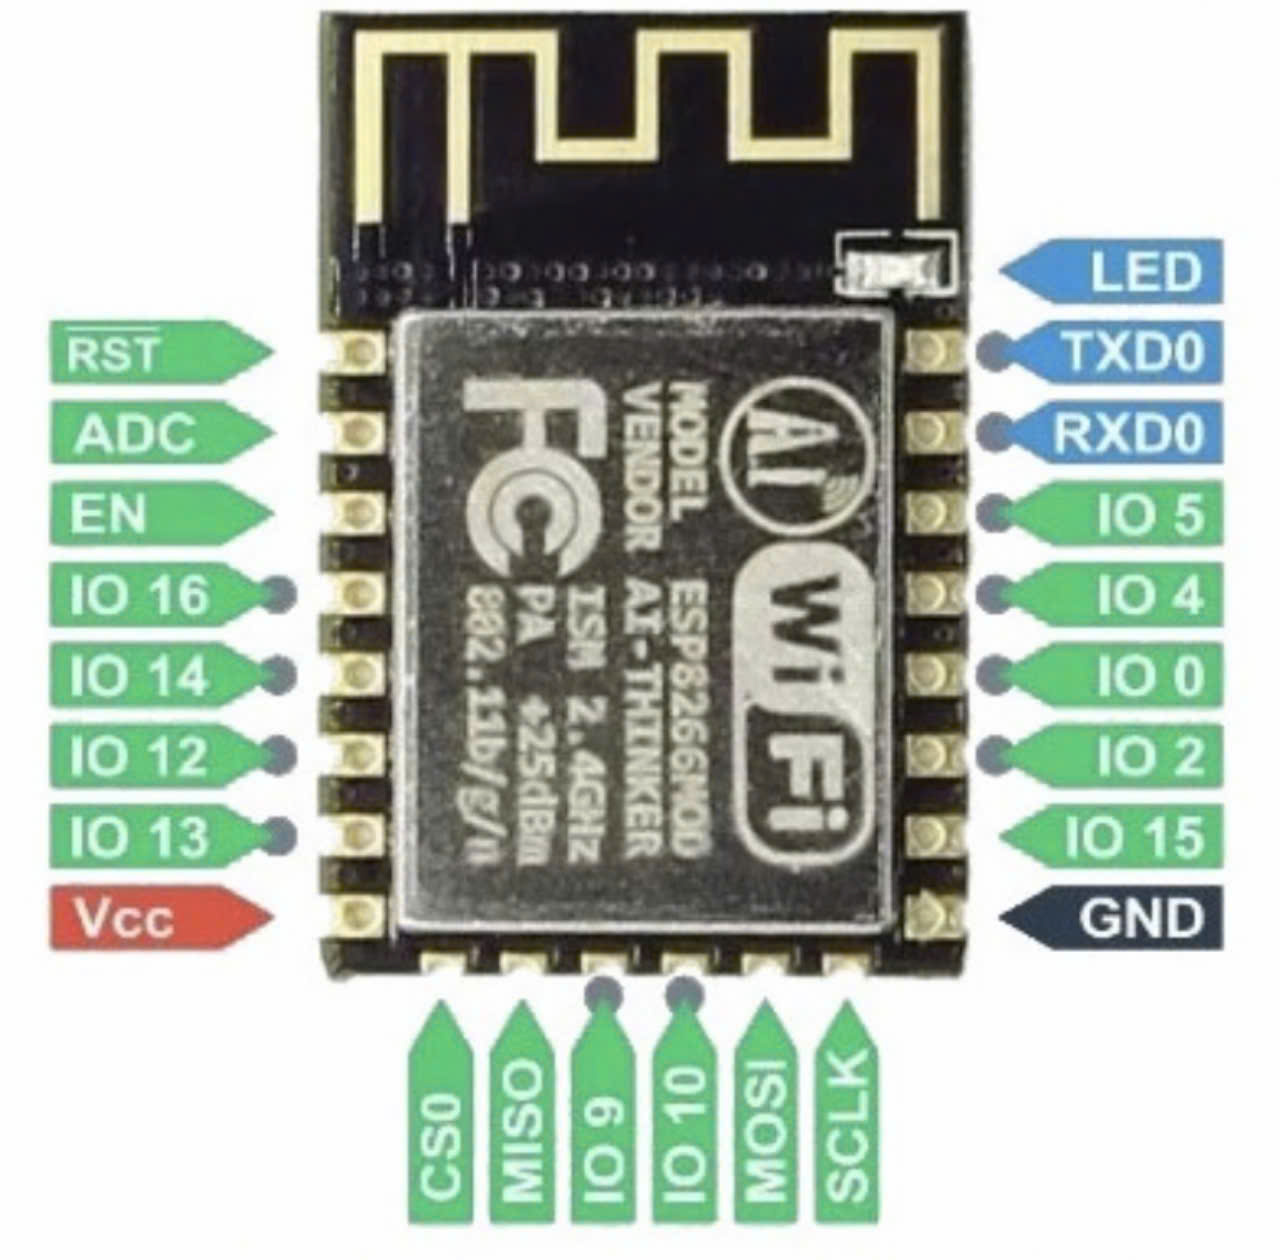 LED
RST
TXD0
ADC
RXD0
EN
IO 5
IO 16
IO 4
IO 14
IO 0
IO 12
IO 2
IO 13
IO 15
Vcc
GND
CS0
MISO
IO 9
IO 10
MOSI
SCLK
Ai
WiFi
MODEL ESP8266MOD
VENDOR AI-THINKER
ISM 2.4GHz
PA +25dBm
802.11b/g/n
FC